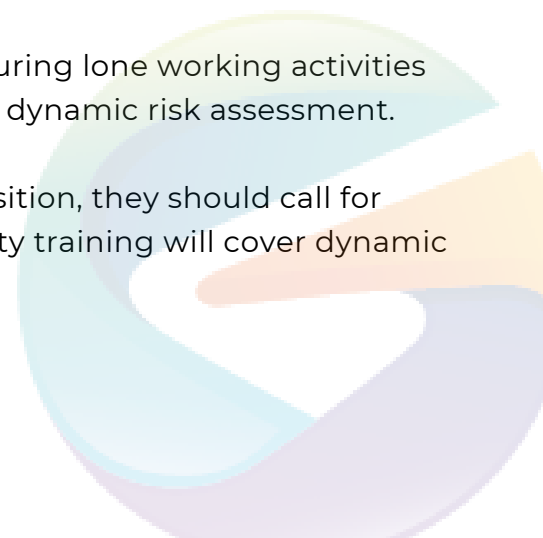 uring lone working activities
dynamic risk assessment.
sition, they should call for
ty training will cover dynamic